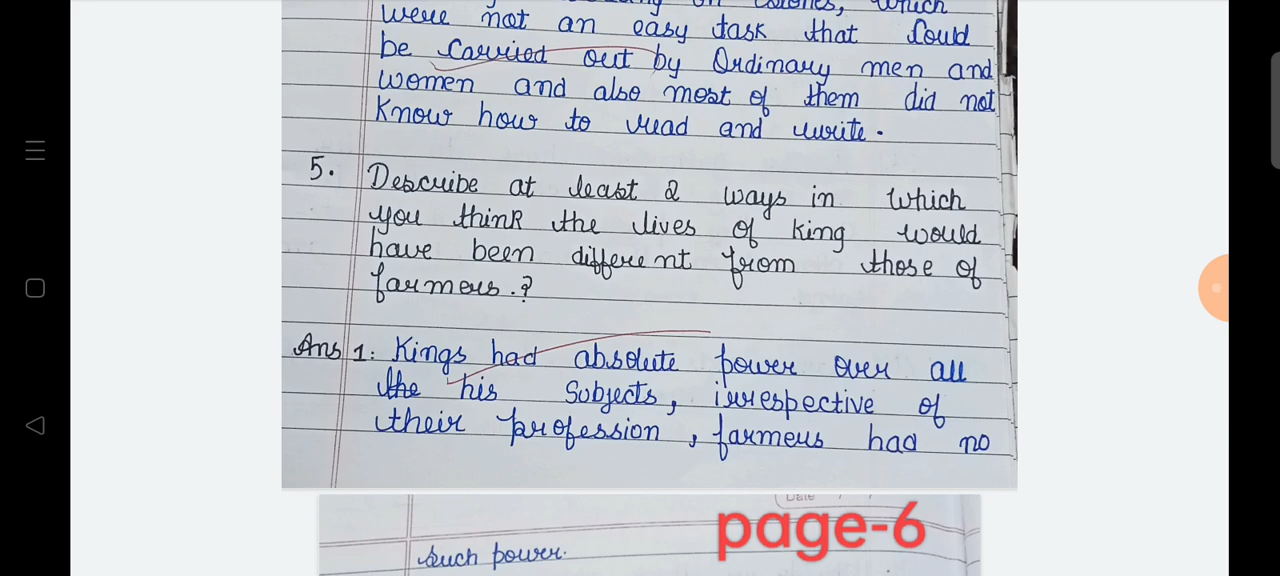 were not an easy task that could
be carried out by Ordinary men and
women and also most of them did not
know how to read and write.
5. Describe at least 2 ways in which
you think the lives of king would
have been different from those of
farmers.?
Ans 1. Kings had absolute power over all
the his Subjects, irrespective of
their profession, farmers had no
Date
page-6
such power.